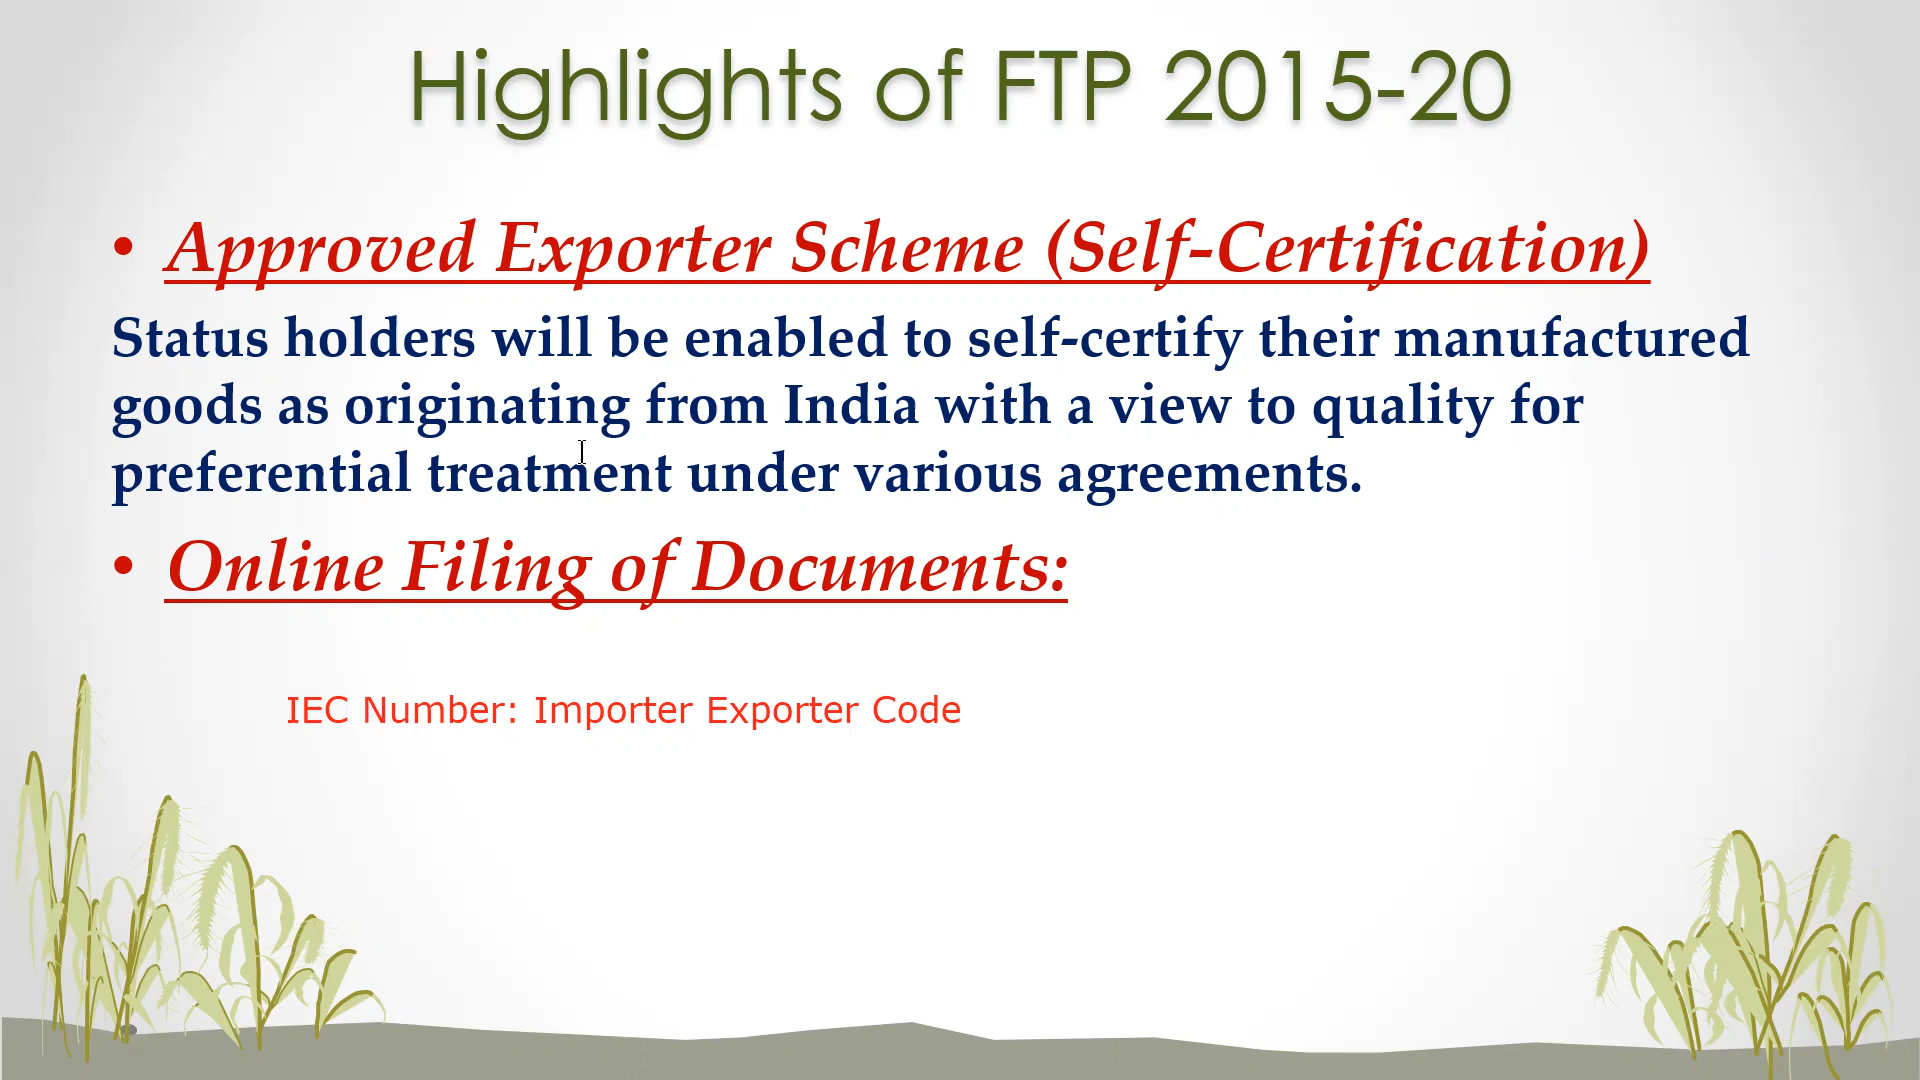 Highlights of FTP 2015-20
• Approved Exporter Scheme (Self-Certification)
Status holders will be enabled to self-certify their manufactured
goods as originating from India with a view to quality for
preferential treatment under various agreements.
• Online Filing of Documents:
IEC Number: Importer Exporter Code